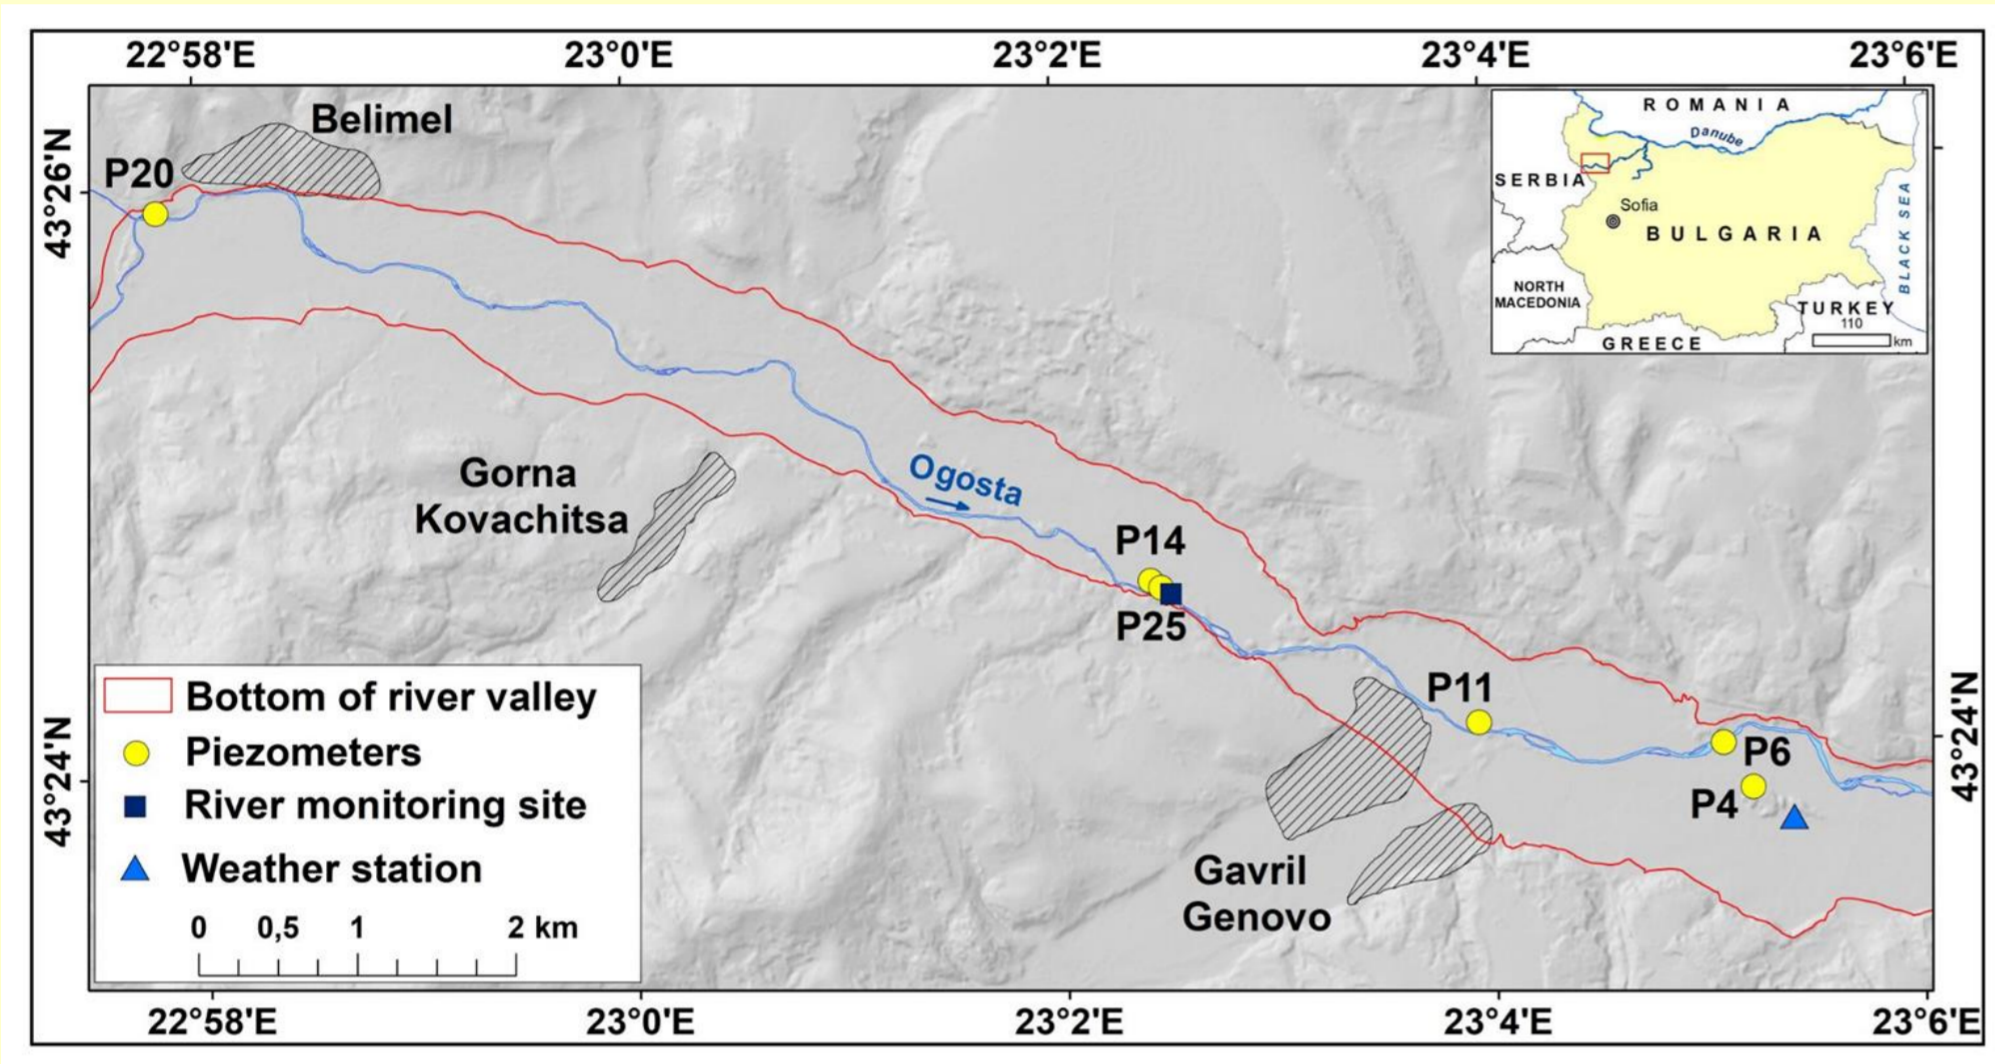 22°58'E 23°0'E 23°2'E 23°4'E 23°6'E
43°26'N
43°24'N
Belimel
P20
Gorna
Kovachitsa
Ogosta
P14
P25
P11
P6
P4
Gavril
Genovo
ROMANIA
Danube
SERBIA
Sofia
BULGARIA
BLACK SEA
NORTH
MACEDONIA
TURKEY
110
km
GREECE
43°24'N
Bottom of river valley
Piezometers
River monitoring site
Weather station
0 0,5 1 2 km
22°58'E 23°0'E 23°2'E 23°4'E 23°6'E